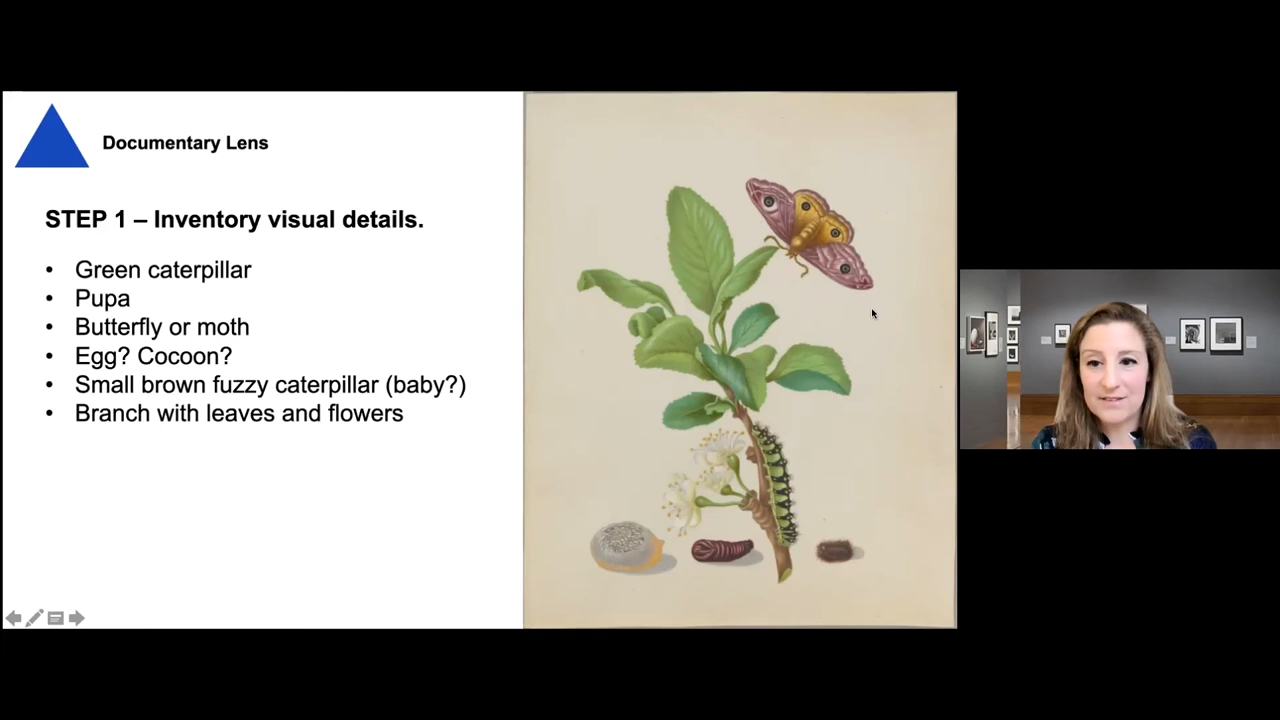 Documentary Lens
STEP 1 – Inventory visual details.
• Green caterpillar
• Pupa
• Butterfly or moth
• Egg? Cocoon?
• Small brown fuzzy caterpillar (baby?)
• Branch with leaves and flowers